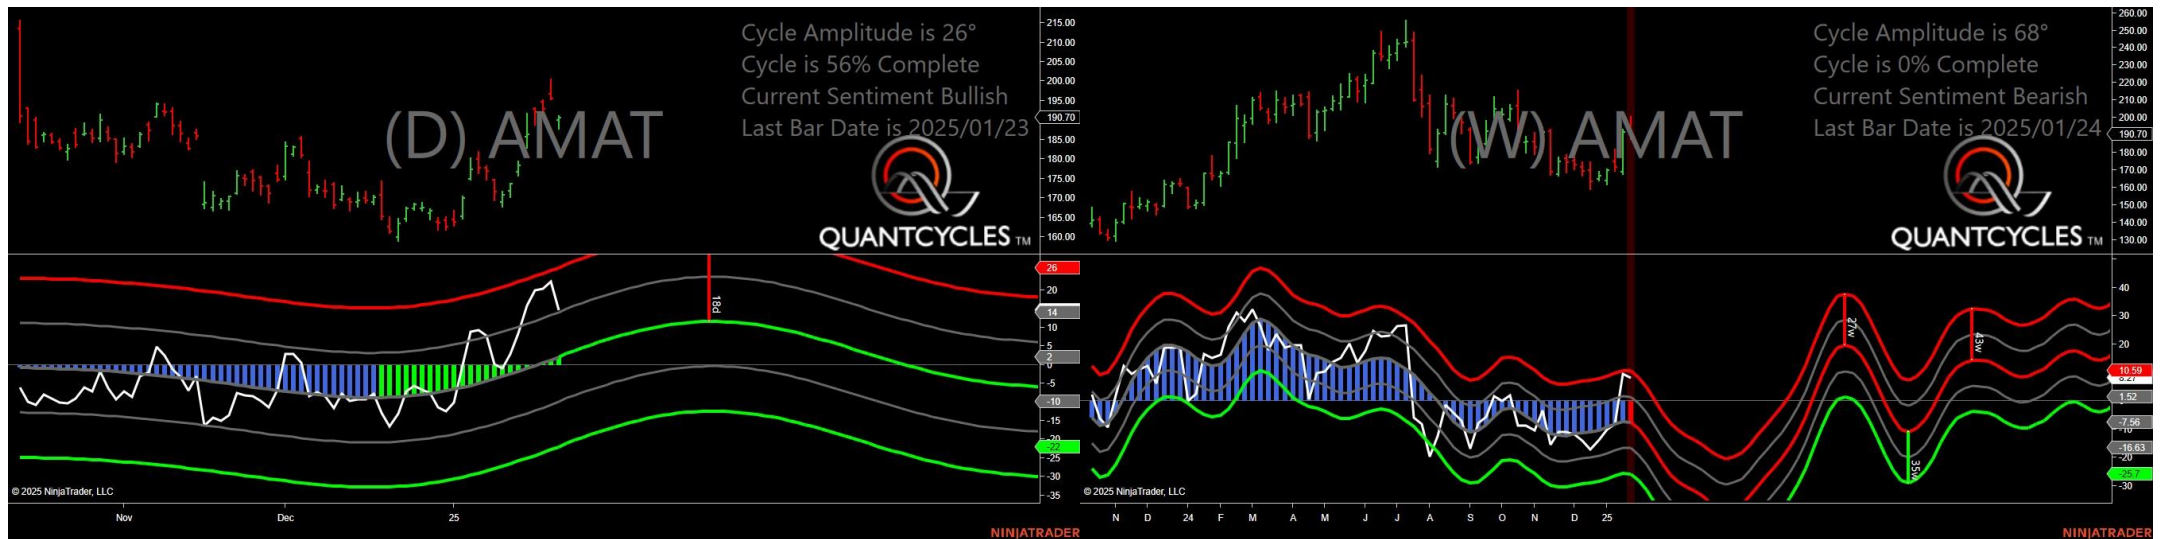 Cycle Amplitude is 26°
Cycle is 56% Complete
Current Sentiment Bullish
Last Bar Date is 2025/01/23
(D) AMAT
QUANTCYCLES TM
215.00
210.00
205.00
200.00
195.00
190.70
185.00
180.00
175.00
170.00
165.00
160.00
18d
26
20
14
10
5
2
0
-5
-10
-15
-20
-22
-25
-30
-35
© 2025 NinjaTrader, LLC
Nov
Dec
25
NINJATRADER
Cycle Amplitude is 68°
Cycle is 0% Complete
Current Sentiment Bearish
Last Bar Date is 2025/01/24
(W) AMAT
QUANTCYCLES TM
260.00
250.00
240.00
230.00
220.00
210.00
200.00
190.70
180.00
170.00
160.00
150.00
140.00
130.00
27w
43w
35w
40
30
20
10.59
8.27
1.52
-7.56
-10
-16.63
-20
-25.7
-30
© 2025 NinjaTrader, LLC
N D 24 F M A M J J A S O N D 25
NINJATRADER